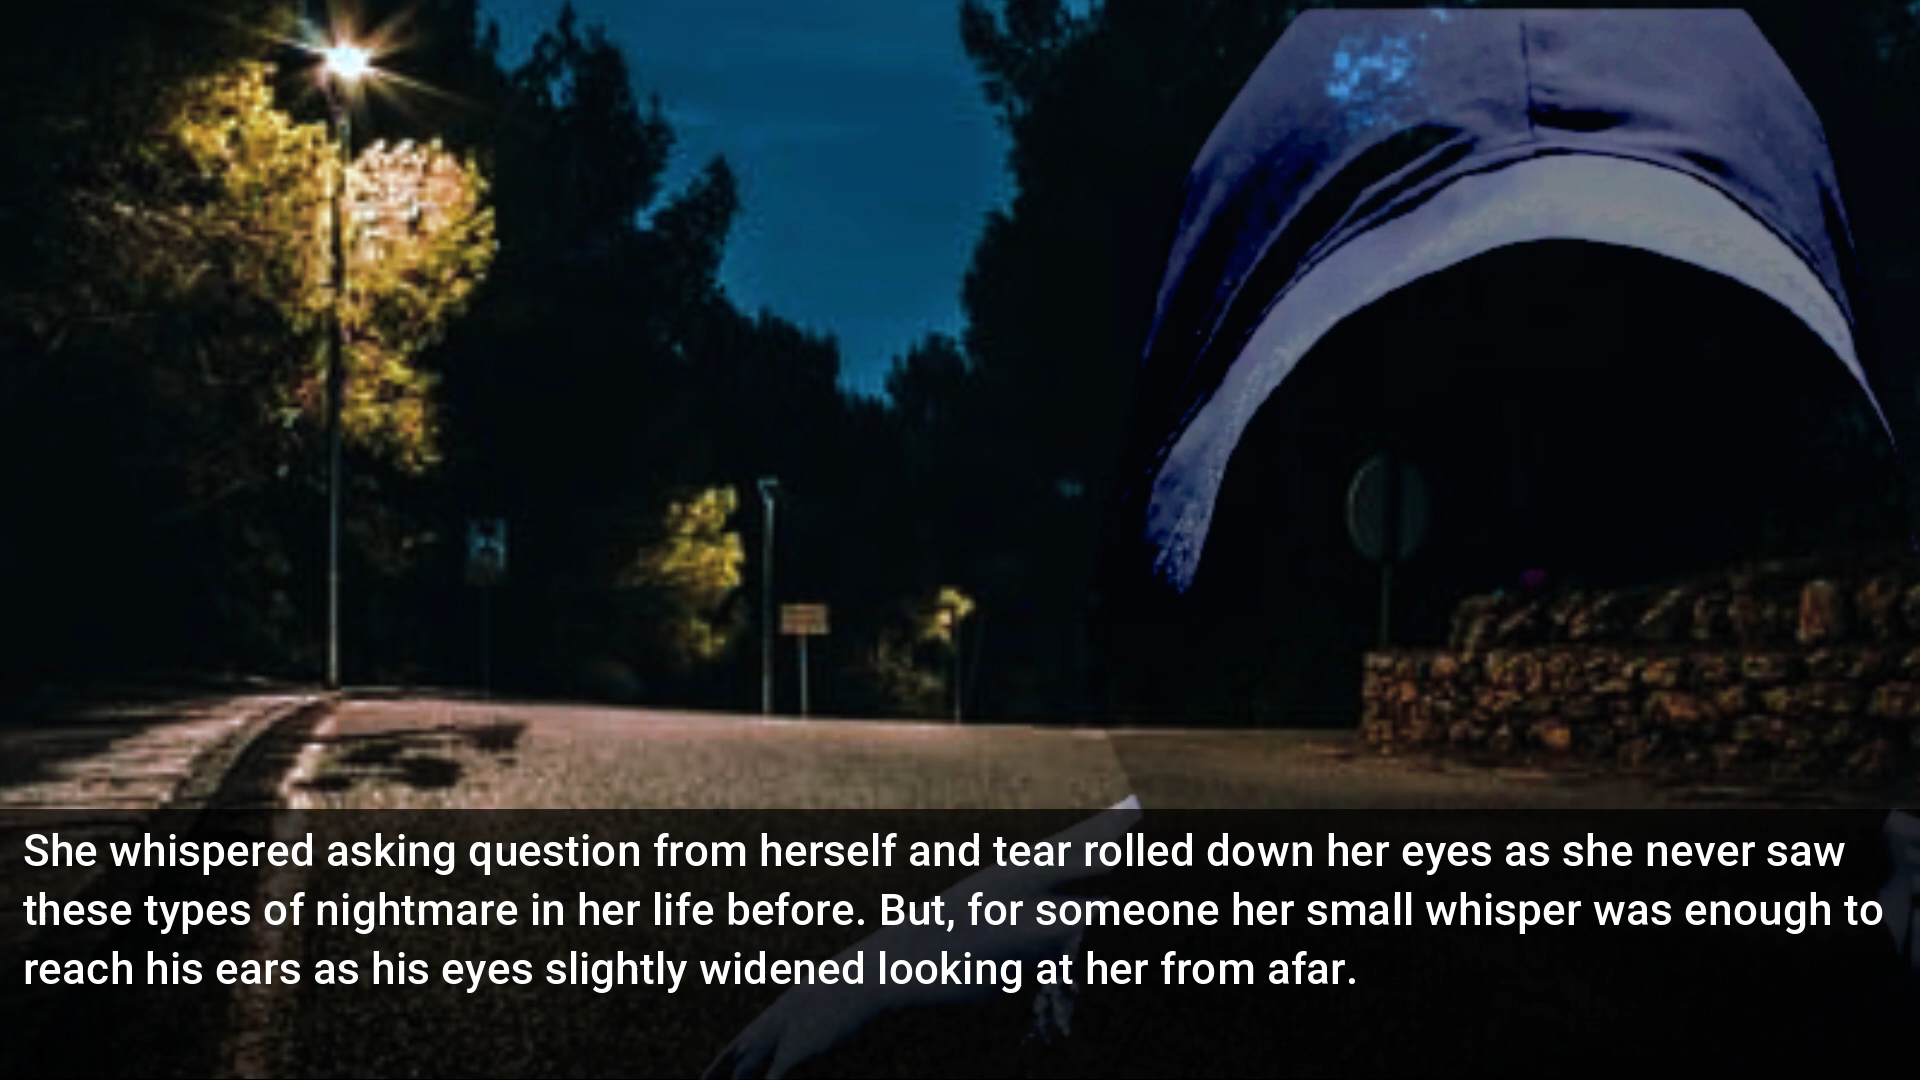 She whispered asking question from herself and tear rolled down her eyes as she never saw
these types of nightmare in her life before. But, for someone her small whisper was enough to
reach his ears as his eyes slightly widened looking at her from afar.